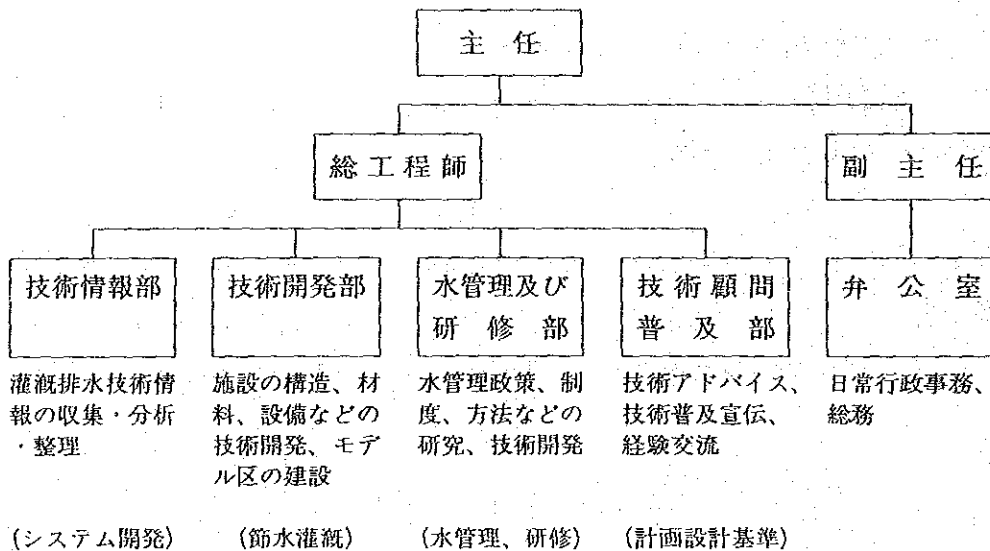 主任
総工程師
副主任
技術情報部
技術開発部
水管理及び
研修部
技術顧問
普及部
弁公室
灌漑排水技術情
報の収集・分析
・整理
施設の構造、材
料、設備などの
技術開発、モデ
ル区の建設
水管理政策、制
度、方法などの
研究、技術開発
技術アドバイス、
技術普及宣伝、
経験交流
日常行政事務、
総務
(システム開発)
(節水灌漑)
(水管理、研修)
(計画設計基準)